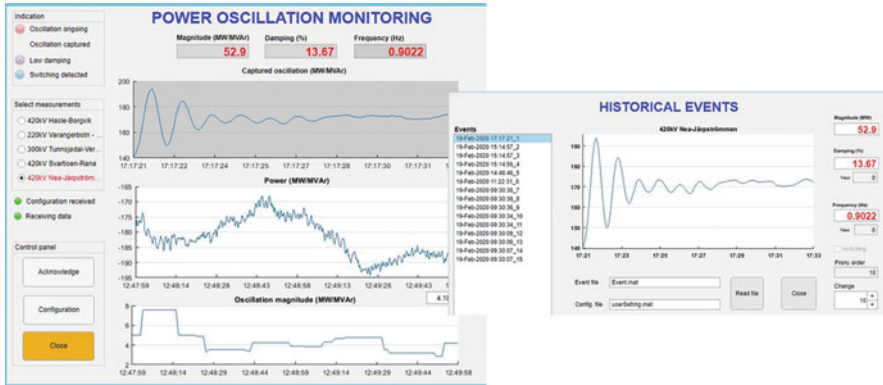 Indication
Oscillation ongoing
Oscillation captured
Low damping
Switching detected
Select measurements
420kV Hasle-Borgvik
220kV Varangerbotn - ...
300kV Tunnsjødal-Ver...
420kV Svartisen-Rana
420kV Nea-Järpström...
Configuration received
Receiving data
Control panel
Acknowledge
Configuration
Close
POWER OSCILLATION MONITORING
Magnitude (MW/MVAr) Damping (%) Frequency (Hz)
52.9 13.67 0.9022
Captured oscillation (MW/MVAr)
200
180
160
140
17:17:21 17:17:22 17:17:24 17:17:25 17:17:27 17:17:28 17:17:30 17:17:31
Power (MW/MVAr)
-165
-170
-175
-180
-185
-190
-195
12:47:59 12:48:14 12:48:28 12:48:43 12:48:58 12:49:13 12:49:28 12:49:43
Oscillation magnitude (MW/MVAr)
4.18
8
6
4
2
12:47:59 12:48:14 12:48:29 12:48:44 12:48:59 12:49:14 12:49:29 12:49:44 12:49:58
HISTORICAL EVENTS
Events
19-Feb-2020 17:17:21_1
19-Feb-2020 15:14:57_2
19-Feb-2020 15:14:57_3
19-Feb-2020 15:14:56_4
19-Feb-2020 14:48:46_5
19-Feb-2020 11:22:31_6
19-Feb-2020 09:30:36_7
19-Feb-2020 09:30:36_8
19-Feb-2020 09:30:36_9
19-Feb-2020 09:30:34_10
19-Feb-2020 09:30:34_11
19-Feb-2020 09:30:09_12
19-Feb-2020 09:30:09_13
19-Feb-2020 09:30:07_14
19-Feb-2020 09:30:07_15
420kV Nea-Järpströmmen
190
180
170
160
150
140
17:21 17:23 17:25 17:27 17:29 17:31 17:33
Event file Event.mat
Config. file userSetting.mat
Read file
Close
Magnitude (MW)
52.9
Damping (%)
13.67
New 0
Frequency (Hz)
0.9022
New 0
switching
Prony order
10
Change
10